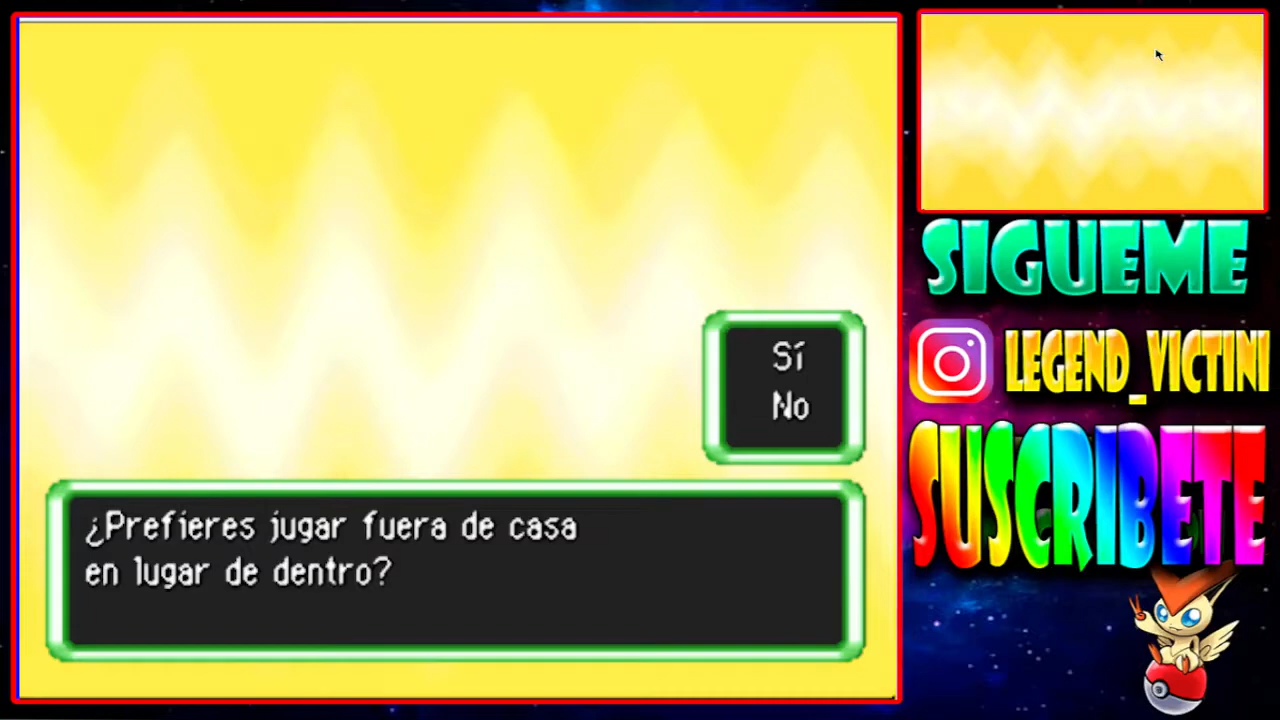 Sí
No
¿Prefieres jugar fuera de casa
en lugar de dentro?
SIGUEME
LEGEND_VICTINI
SUSCRIBETE